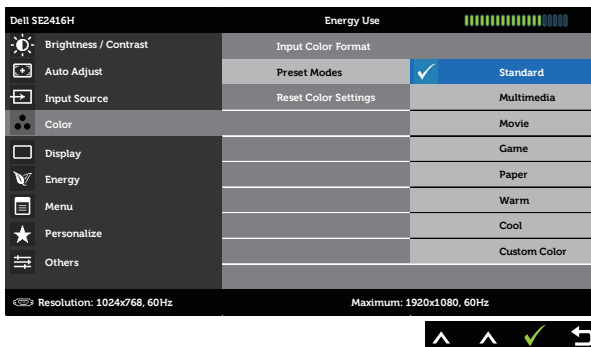 Dell SE2416H Energy Use
Brightness / Contrast
Auto Adjust
Input Source
Color
Display
Energy
Menu
Personalize
Others
Input Color Format
Preset Modes
Reset Color Settings
Standard
Multimedia
Movie
Game
Paper
Warm
Cool
Custom Color
Resolution: 1024x768, 60Hz Maximum: 1920x1080, 60Hz